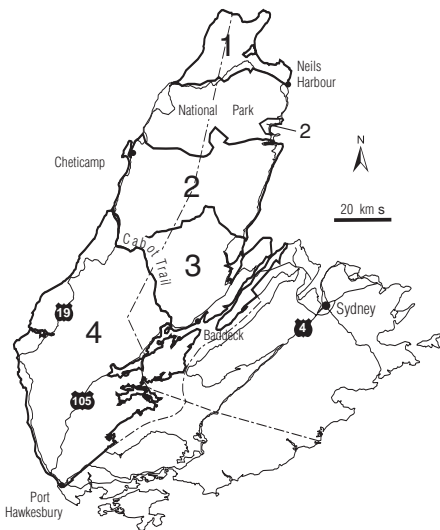 1
Neils
Harbour
National Park
2
Cheticamp
N
2
20 km s
Cabot Trail
3
19
Sydney
4
Baddeck
4
105
Port
Hawkesbury